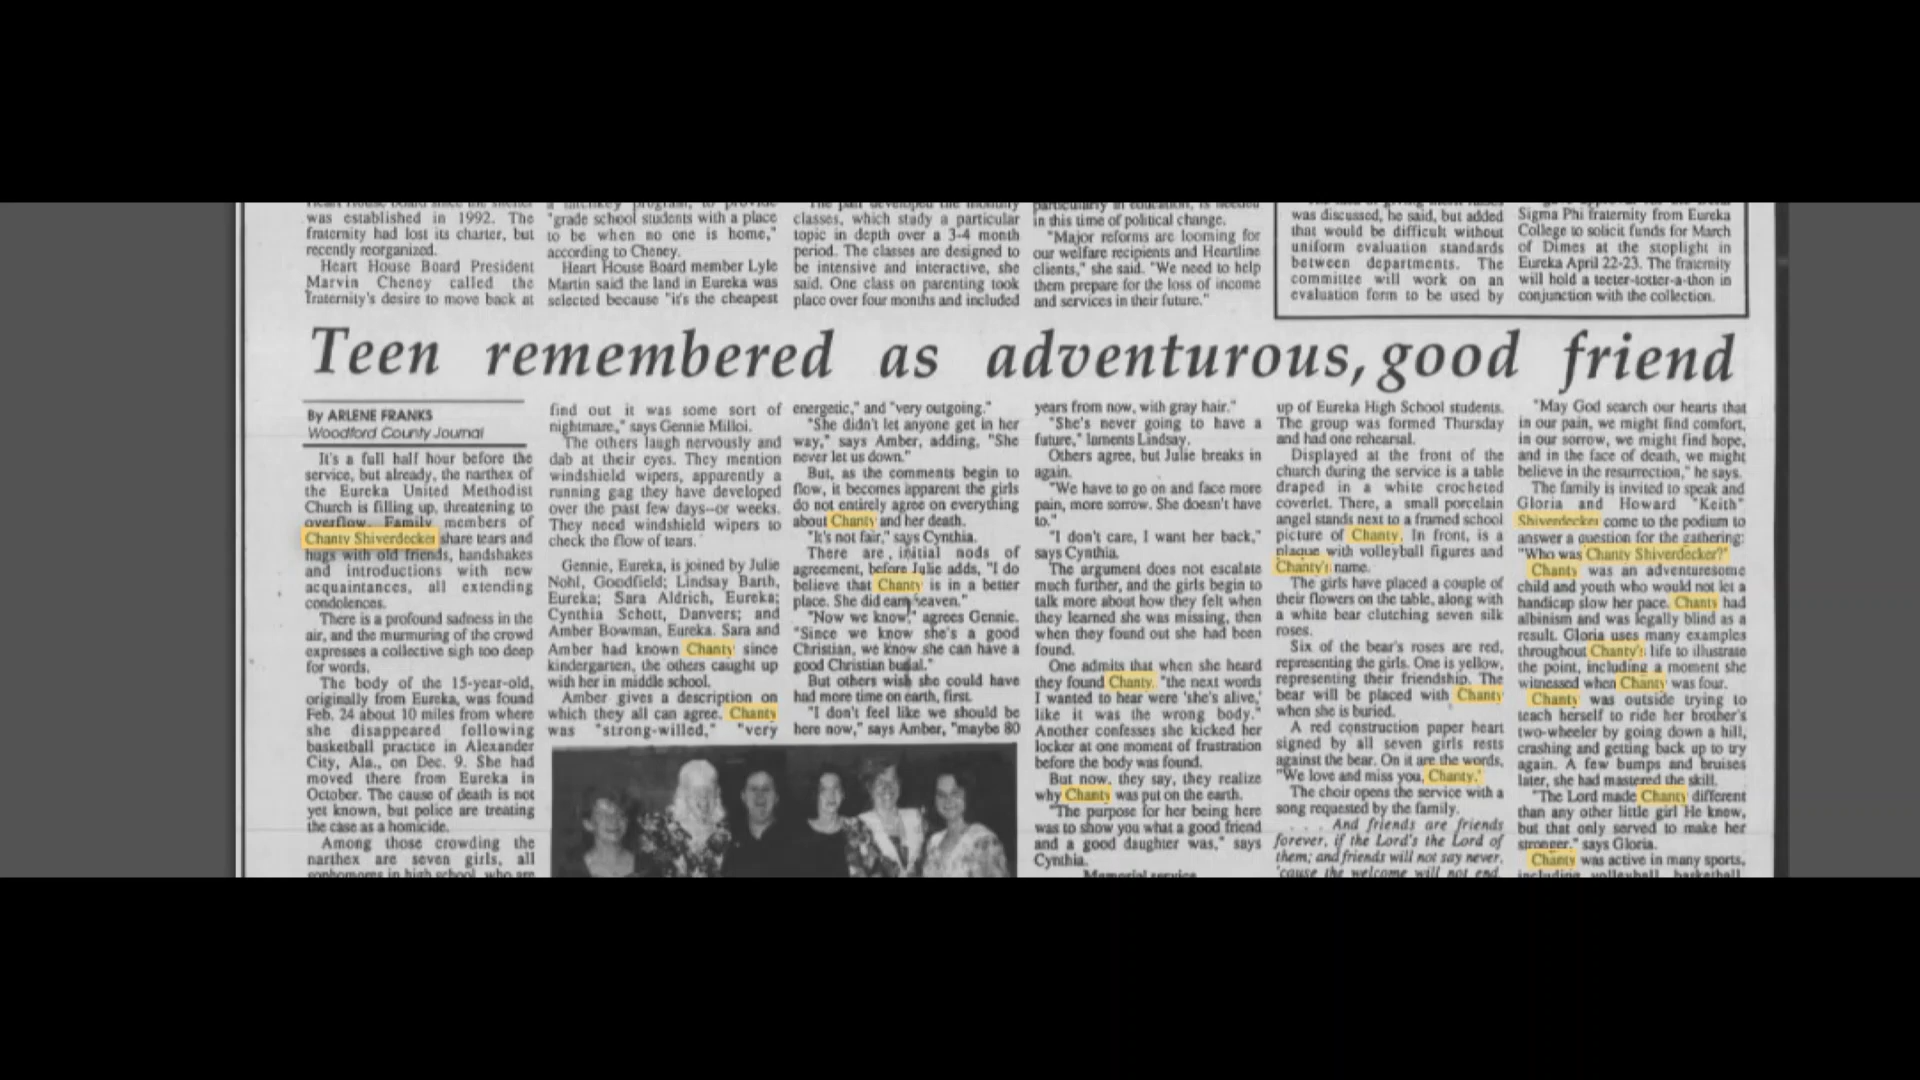 was established in 1992. The
fraternity had lost its charter, but
recently reorganized.
Heart House Board President
Marvin Cheney called the
fraternity's desire to move back at
"grade school students with a place
to be when no one is home,"
according to Cheney.
Heart House Board member Lyle
Martin said the land in Eureka was
selected because "it's the cheapest
classes, which study a particular
topic in depth over a 3-4 month
period. The classes are designed to
be intensive and interactive, she
said. One class on parenting took
place over four months and included
particularly in education, is needed
in this time of political change.
"Major reforms are looming for
our welfare recipients and Heartline
clients," she said. "We need to help
them prepare for the loss of income
and services in their future."
was discussed, he said, but added
that would be difficult without
uniform evaluation standards
between departments. The
committee will work on an
evaluation form to be used by
Sigma Phi fraternity from Eureka
College to solicit funds for March
of Dimes at the stoplight in
Eureka April 22-23. The fraternity
will hold a teeter-totter-a-thon in
conjunction with the collection.
Teen remembered as adventurous, good friend
By ARLENE FRANKS
Woodford County Journal
It's a full half hour before the
service, but already, the narthex of
the Eureka United Methodist
Church is filling up, threatening to
overflow. Family members of
Chanty Shiverdecker share tears and
hugs with old friends, handshakes
and introductions with new
acquaintances, all extending
condolences.
There is a profound sadness in the
air, and the murmuring of the crowd
expresses a collective sigh too deep
for words.
The body of the 15-year-old,
originally from Eureka, was found
Feb. 24 about 10 miles from where
she disappeared following
basketball practice in Alexander
City, Ala., on Dec. 9. She had
moved there from Eureka in
October. The cause of death is not
yet known, but police are treating
the case as a homicide.
Among those crowding the
narthex are seven girls, all
sophomores in high school, who are
find out it was some sort of
nightmare," says Gennie Milloi.
The others laugh nervously and
dab at their eyes. They mention
windshield wipers, apparently a
running gag they have developed
over the past few days--or weeks.
They need windshield wipers to
check the flow of tears.
Gennie, Eureka, is joined by Julie
Nohl, Goodfield; Lindsay Barth,
Eureka; Sara Aldrich, Eureka;
Cynthia Schott, Danvers; and
Amber Bowman, Eureka. Sara and
Amber had known Chanty since
kindergarten, the others caught up
with her in middle school.
Amber gives a description on
which they all can agree. Chanty
was "strong-willed," "very
energetic," and "very outgoing."
"She didn't let anyone get in her
way," says Amber, adding, "She
never let us down."
But, as the comments begin to
flow, it becomes apparent the girls
do not entirely agree on everything
about Chanty and her death.
"It's not fair," says Cynthia.
There are initial nods of
agreement, before Julie adds, "I do
believe that Chanty is in a better
place. She did earn heaven."
"Now we know," agrees Gennie.
"Since we know she's a good
Christian, we know she can have a
good Christian burial."
But others wish she could have
had more time on earth, first.
"I don't feel like we should be
here now," says Amber, "maybe 80
years from now, with gray hair."
"She's never going to have a
future," laments Lindsay.
Others agree, but Julie breaks in
again.
"We have to go on and face more
pain, more sorrow. She doesn't have
to."
"I don't care, I want her back,"
says Cynthia.
The argument does not escalate
much further, and the girls begin to
talk more about how they felt when
they learned she was missing, then
when they found out she had been
found.
One admits that when she heard
they found Chanty, "the next words
I wanted to hear were 'she's alive,'
like it was the wrong body."
Another confesses she kicked her
locker at one moment of frustration
before the body was found.
But now, they say, they realize
why Chanty was put on the earth.
"The purpose for her being here
was to show you what a good friend
and a good daughter was," says
Cynthia.
Memorial service
up of Eureka High School students.
The group was formed Thursday
and had one rehearsal.
Displayed at the front of the
church during the service is a table
draped in a white crocheted
coverlet. There, a small porcelain
angel stands next to a framed school
picture of Chanty. In front, is a
plaque with volleyball figures and
Chanty's name.
The girls have placed a couple of
their flowers on the table, along with
a white bear clutching seven silk
roses.
Six of the bear's roses are red,
representing the girls. One is yellow,
representing their friendship. The
bear will be placed with Chanty
when she is buried.
A red construction paper heart
signed by all seven girls rests
against the bear. On it are the words,
"We love and miss you, Chanty."
The choir opens the service with a
song requested by the family.
. . . And friends are friends
forever, if the Lord's the Lord of
them; and friends will not say never,
'cause the welcome will not end.
"May God search our hearts that
in our pain, we might find comfort,
in our sorrow, we might find hope,
and in the face of death, we might
believe in the resurrection," he says.
The family is invited to speak and
Gloria and Howard "Keith"
Shiverdecker come to the podium to
answer a question for the gathering:
"Who was Chanty Shiverdecker?"
Chanty was an adventuresome
child and youth who would not let a
handicap slow her pace. Chanty had
albinism and was legally blind as a
result. Gloria uses many examples
throughout Chanty's life to illustrate
the point, including a moment she
witnessed when Chanty was four.
Chanty was outside trying to
teach herself to ride her brother's
two-wheeler by going down a hill,
crashing and getting back up to try
again. A few bumps and bruises
later, she had mastered the skill.
"The Lord made Chanty different
than any other little girl He know,
but that only served to make her
stronger," says Gloria.
Chanty was active in many sports,
including volleyball, basketball,